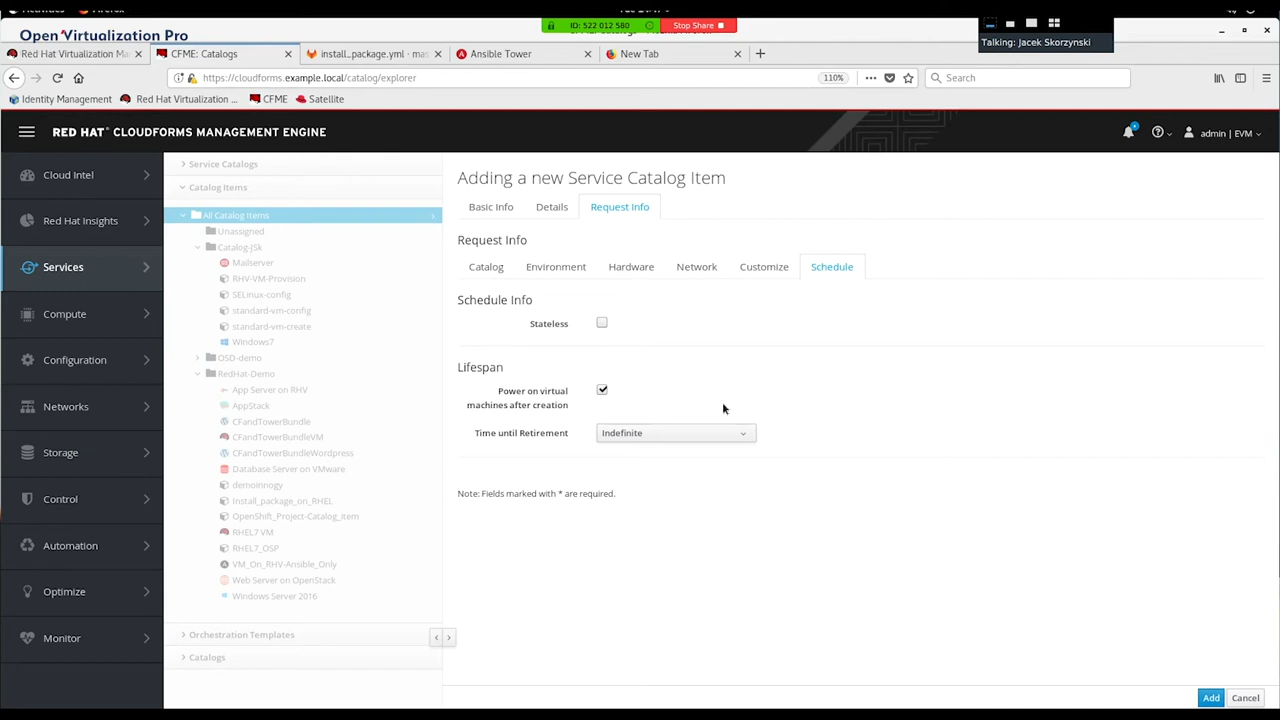 Firefox
ID: 522 012 580
Stop Share
Open Virtualization Pro
Talking: Jacek Skorzynski
Red Hat Virtualization Ma
CFME: Catalogs
install_package.yml - mas
Ansible Tower
New Tab
https://cloudforms.example.local/catalog/explorer
110%
Search
Identity Management
Red Hat Virtualization ...
CFME
Satellite
RED HAT® CLOUDFORMS MANAGEMENT ENGINE
admin | EVM
Cloud Intel
Red Hat Insights
Services
Compute
Configuration
Networks
Storage
Control
Automation
Optimize
Monitor
Service Catalogs
Catalog Items
All Catalog Items
Unassigned
Catalog-JSk
Mailserver
RHV-VM-Provision
SELinux-config
standard-vm-config
standard-vm-create
Windows7
OSD-demo
RedHat-Demo
App Server on RHV
AppStack
CFandTowerBundle
CFandTowerBundleVM
CFandTowerBundleWordpress
Database Server on VMware
demoinnogy
Install_package_on_RHEL
OpenShift_Project-Catalog_item
RHEL7 VM
RHEL7_OSP
VM_On_RHV-Ansible_Only
Web Server on OpenStack
Windows Server 2016
Orchestration Templates
Catalogs
Adding a new Service Catalog Item
Basic Info
Details
Request Info
Request Info
Catalog
Environment
Hardware
Network
Customize
Schedule
Schedule Info
Stateless
Lifespan
Power on virtual
machines after creation
Time until Retirement
Indefinite
Note: Fields marked with * are required.
Add
Cancel